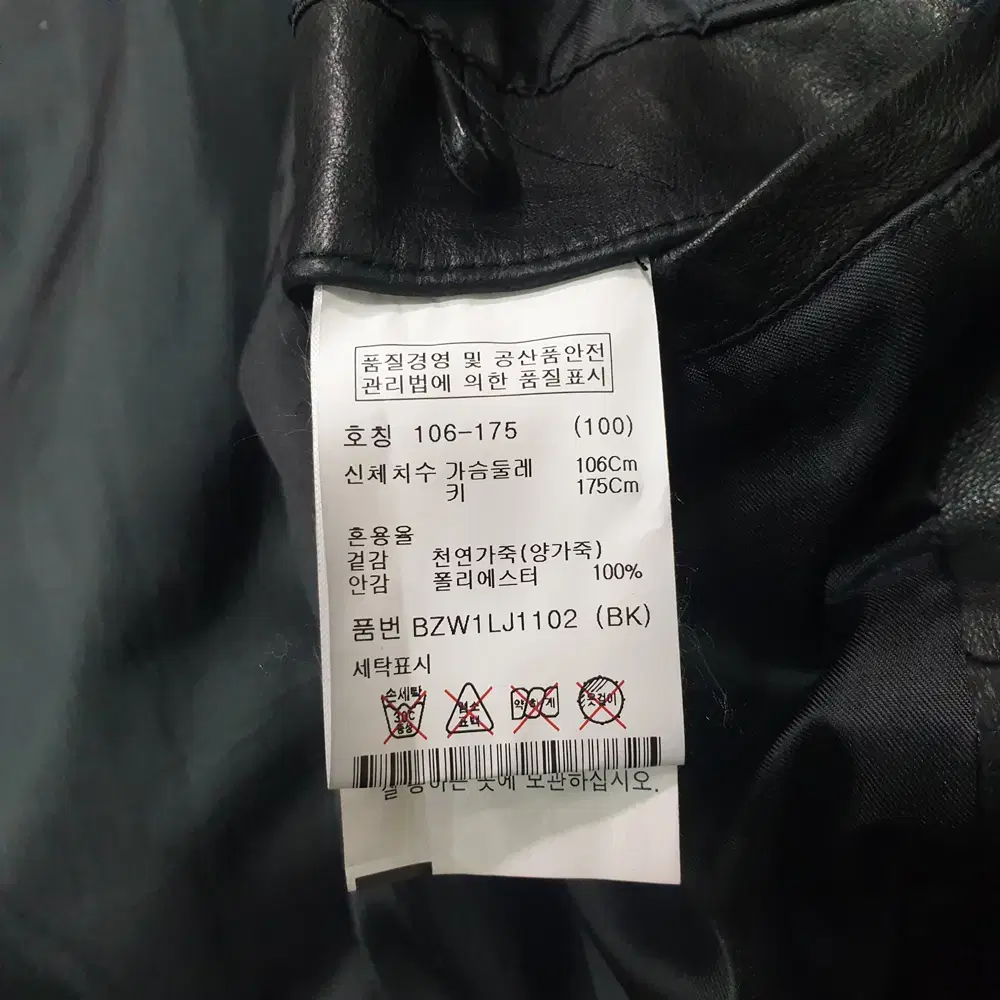 품질경영 및 공산품안전
관리법에 의한 품질표시
호칭 106-175 (100)
신체치수 가슴둘레 106Cm
키 175Cm
혼용율
겉감 천연가죽(양가죽)
안감 폴리에스터 100%
품번 BZW1LJ1102 (BK)
세탁표시
손세탁
30℃
중성
염소
표백
약하게
옷걸이
보관하십시오.